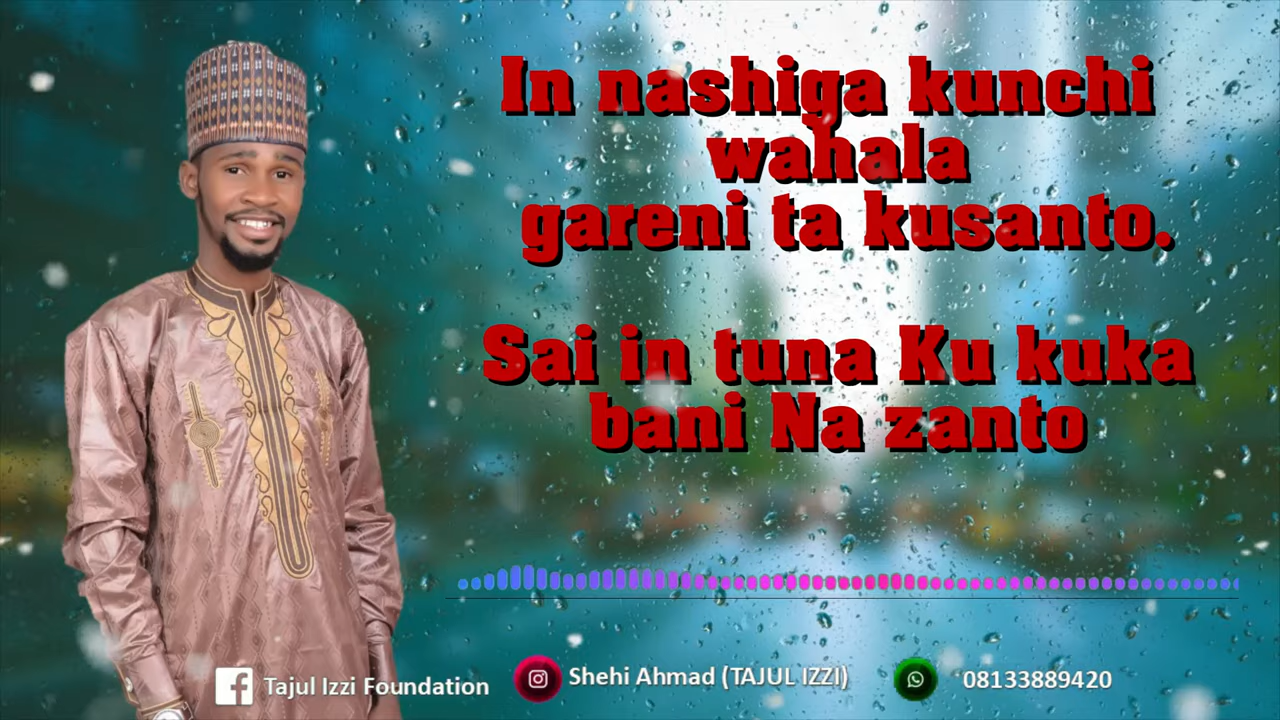 In nashiga kunchi
wahala
gareni ta kusanto.
Sai in tuna Ku kuka
bani Na zanto
Tajul Izzi Foundation
Shehi Ahmad (TAJUL IZZI)
08133889420